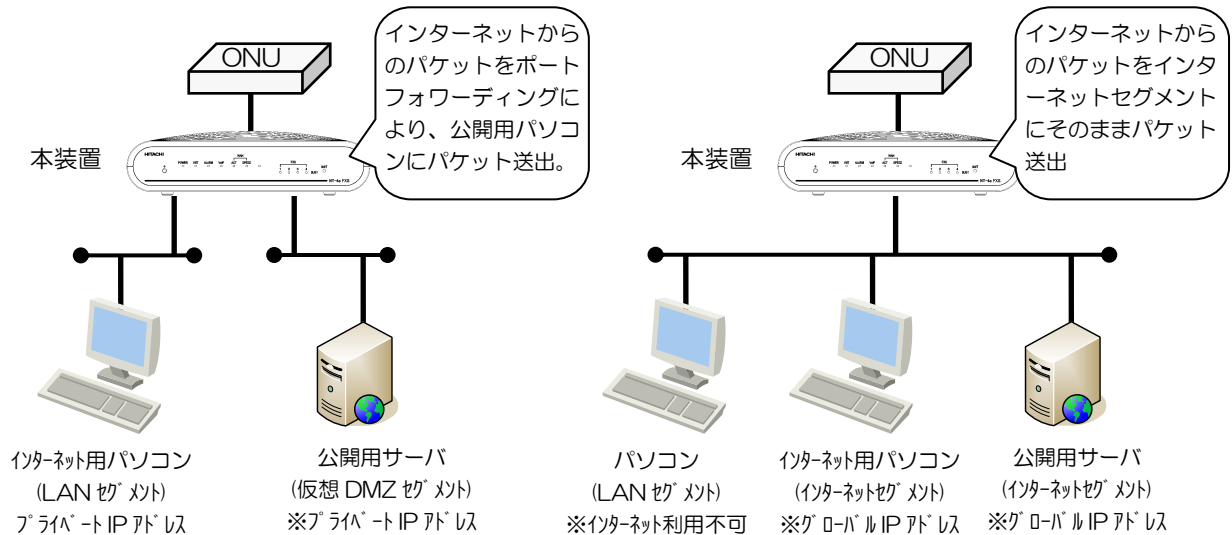 ONU
インターネットから
のパケットをポート
フォワーディングに
より、公開用パソコ
ンにパケット送出。
本装置
HITACHI
インターネット用パソコン
(LAN セグメント)
プライベート IP アドレス
公開用サーバ
(仮想 DMZ セグメント)
※プライベート IP アドレス
ONU
インターネットから
のパケットをインタ
ーネットセグメント
にそのままパケット
送出
本装置
HITACHI
パソコン
(LAN セグメント)
※インターネット利用不可
インターネット用パソコン
(インターネットセグメント)
※グローバル IP アドレス
公開用サーバ
(インターネットセグメント)
※グローバル IP アドレス